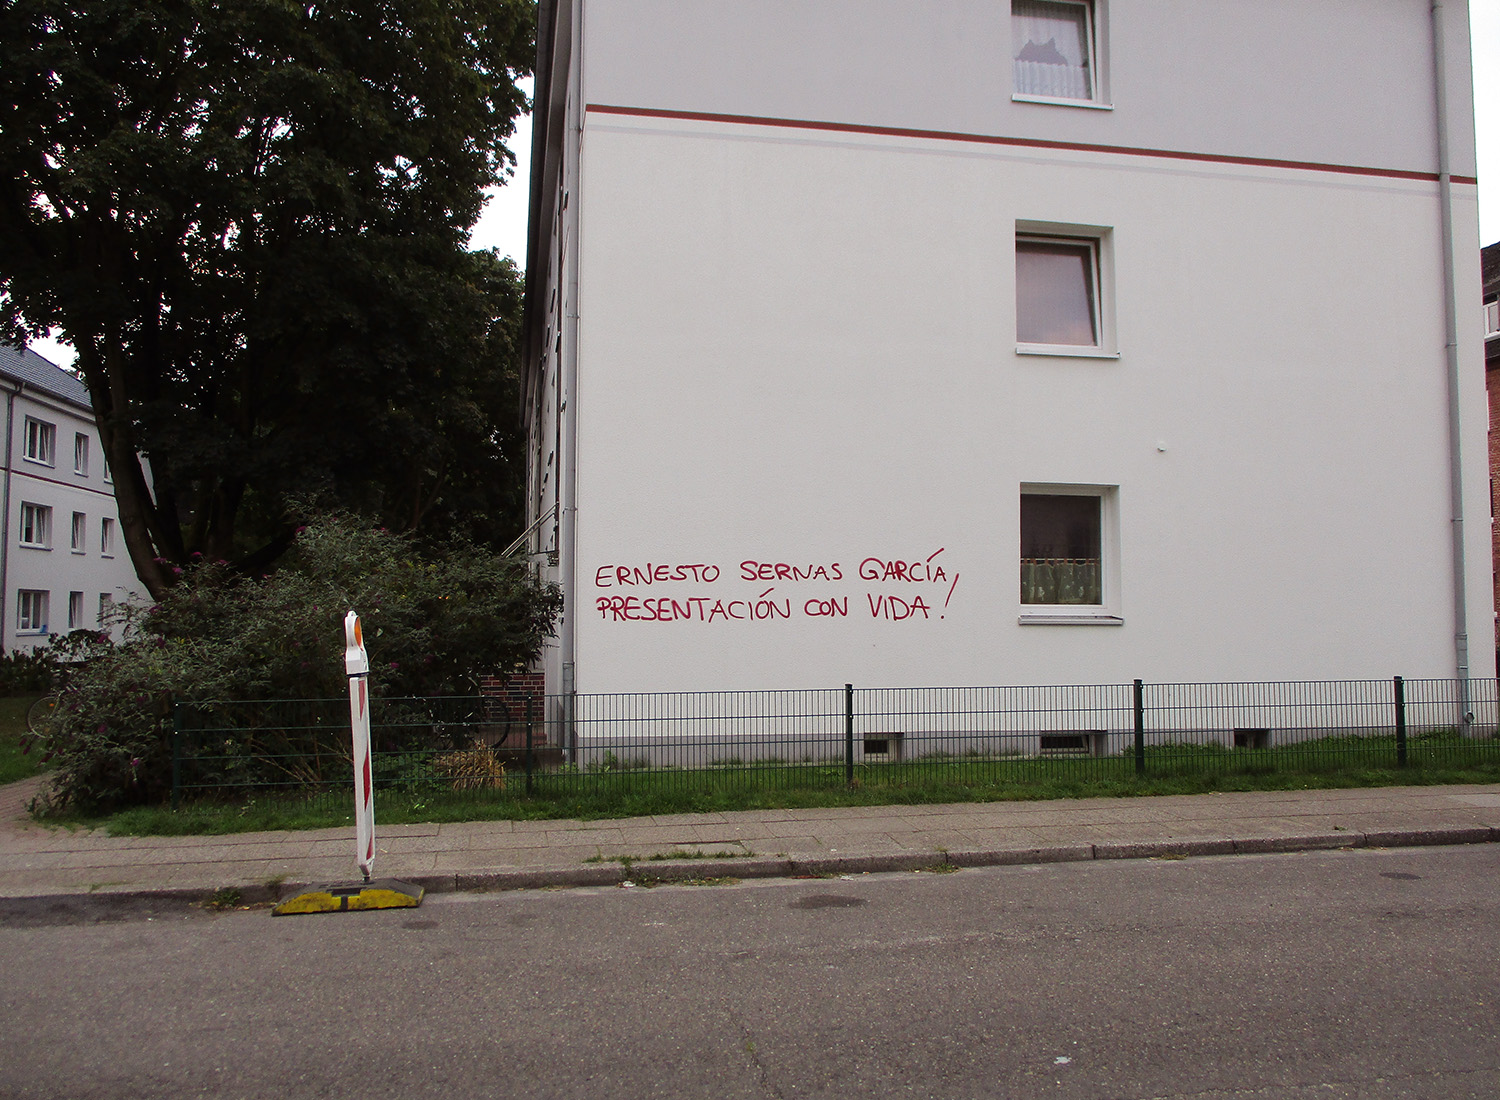 ERNESTO SERNAS GARCÍA,
PRESENTACIÓN CON VIDA!